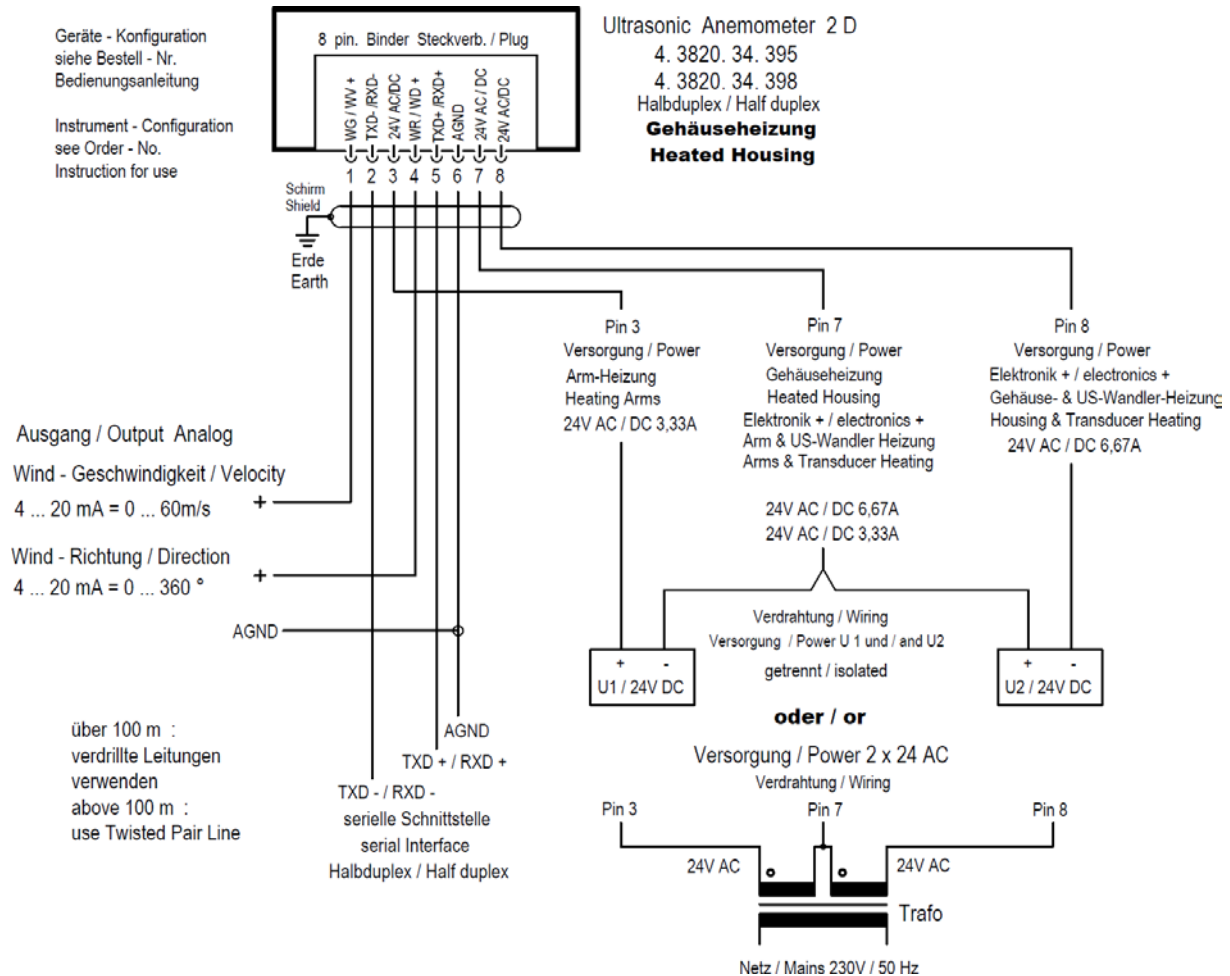 Geräte - Konfiguration
siehe Bestell - Nr.
Bedienungsanleitung
Instrument - Configuration
see Order - No.
Instruction for use
8 pin. Binder Steckverb. / Plug
WG / WV +
TXD- /RXD-
24V AC/DC
WR / WD +
TXD+ /RXD+
AGND
24V AC / DC
24V AC/DC
1 2 3 4 5 6 7 8
Ultrasonic Anemometer 2 D
4. 3820. 34. 395
4. 3820. 34. 398
Halbduplex / Half duplex
Gehäuseheizung
Heated Housing
Schirm
Shield
Erde
Earth
Pin 3
Versorgung / Power
Arm-Heizung
Heating Arms
24V AC / DC 3,33A
Pin 7
Versorgung / Power
Gehäuseheizung
Heated Housing
Elektronik + / electronics +
Arm & US-Wandler Heizung
Arms & Transducer Heating
24V AC / DC 6,67A
24V AC / DC 3,33A
Pin 8
Versorgung / Power
Elektronik + / electronics +
Gehäuse- & US-Wandler-Heizung
Housing & Transducer Heating
24V AC / DC 6,67A
Ausgang / Output Analog
Wind - Geschwindigkeit / Velocity
4 ... 20 mA = 0 ... 60m/s +
Wind - Richtung / Direction
4 ... 20 mA = 0 ... 360 ° +
AGND
Verdrahtung / Wiring
Versorgung / Power U 1 und / and U2
getrennt / isolated
+ -
U1 / 24V DC
+ -
U2 / 24V DC
oder / or
über 100 m :
verdrillte Leitungen
verwenden
above 100 m :
use Twisted Pair Line
AGND
TXD + / RXD +
TXD - / RXD -
serielle Schnittstelle
serial Interface
Halbduplex / Half duplex
Versorgung / Power 2 x 24 AC
Verdrahtung / Wiring
Pin 3 Pin 7 Pin 8
24V AC 24V AC
Trafo
Netz / Mains 230V / 50 Hz